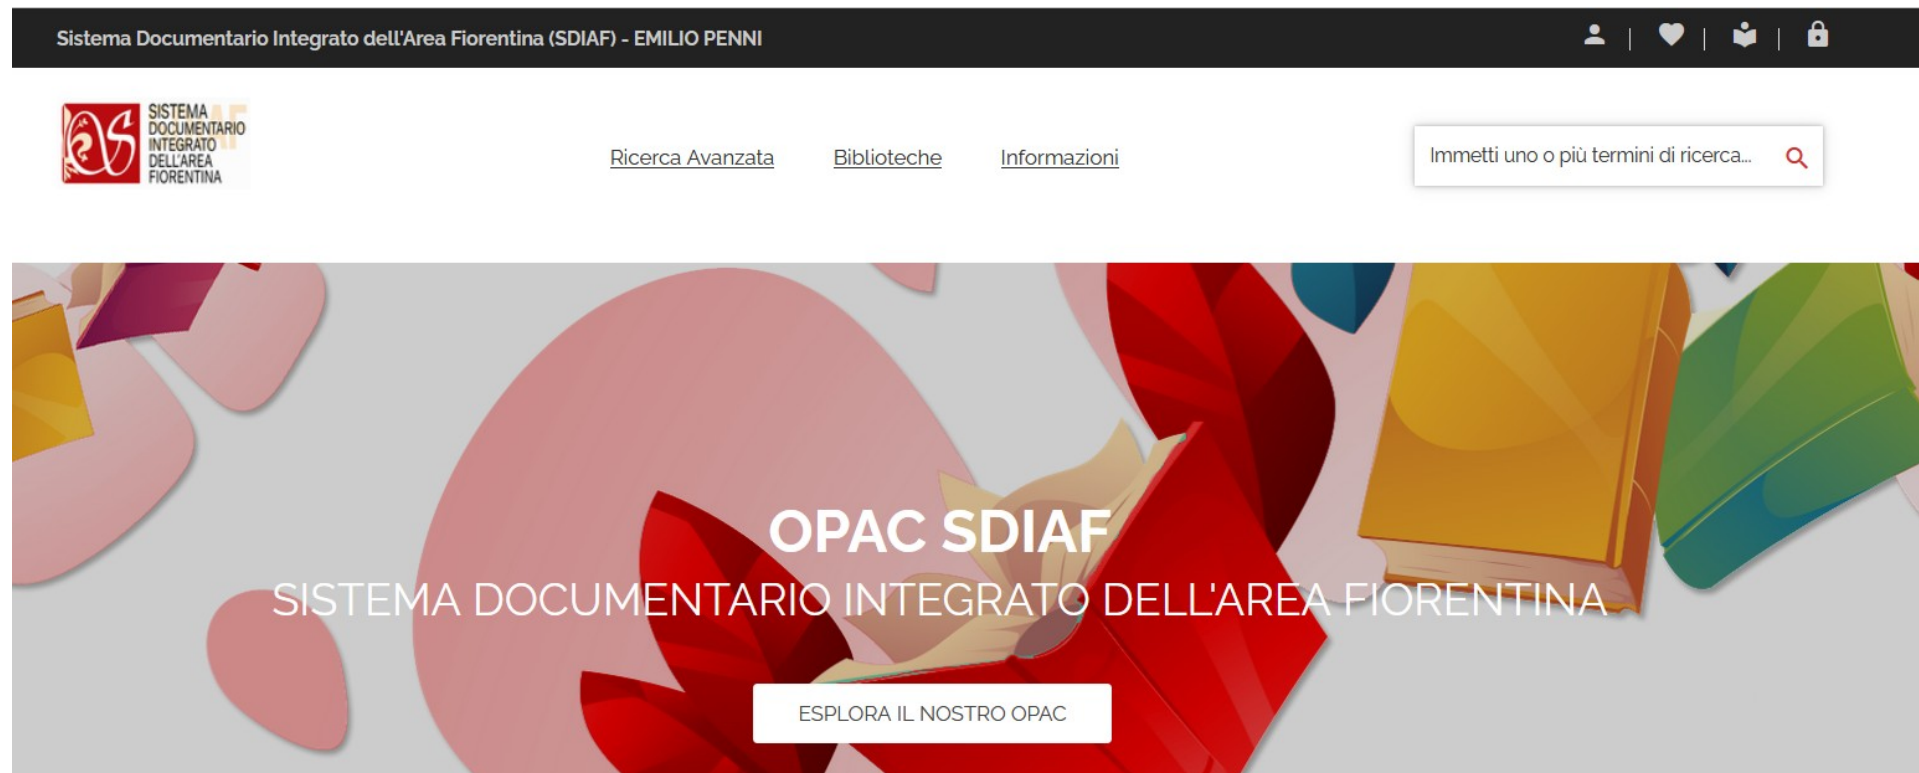 Sistema Documentario Integrato dell'Area Fiorentina (SDIAF) - EMILIO PENNI
SISTEMA
DOCUMENTARIO
INTEGRATO
DELL'AREA
FIORENTINA
Ricerca Avanzata
Biblioteche
Informazioni
Immetti uno o più termini di ricerca...
OPAC SDIAF
SISTEMA DOCUMENTARIO INTEGRATO DELL'AREA FIORENTINA
ESPLORA IL NOSTRO OPAC